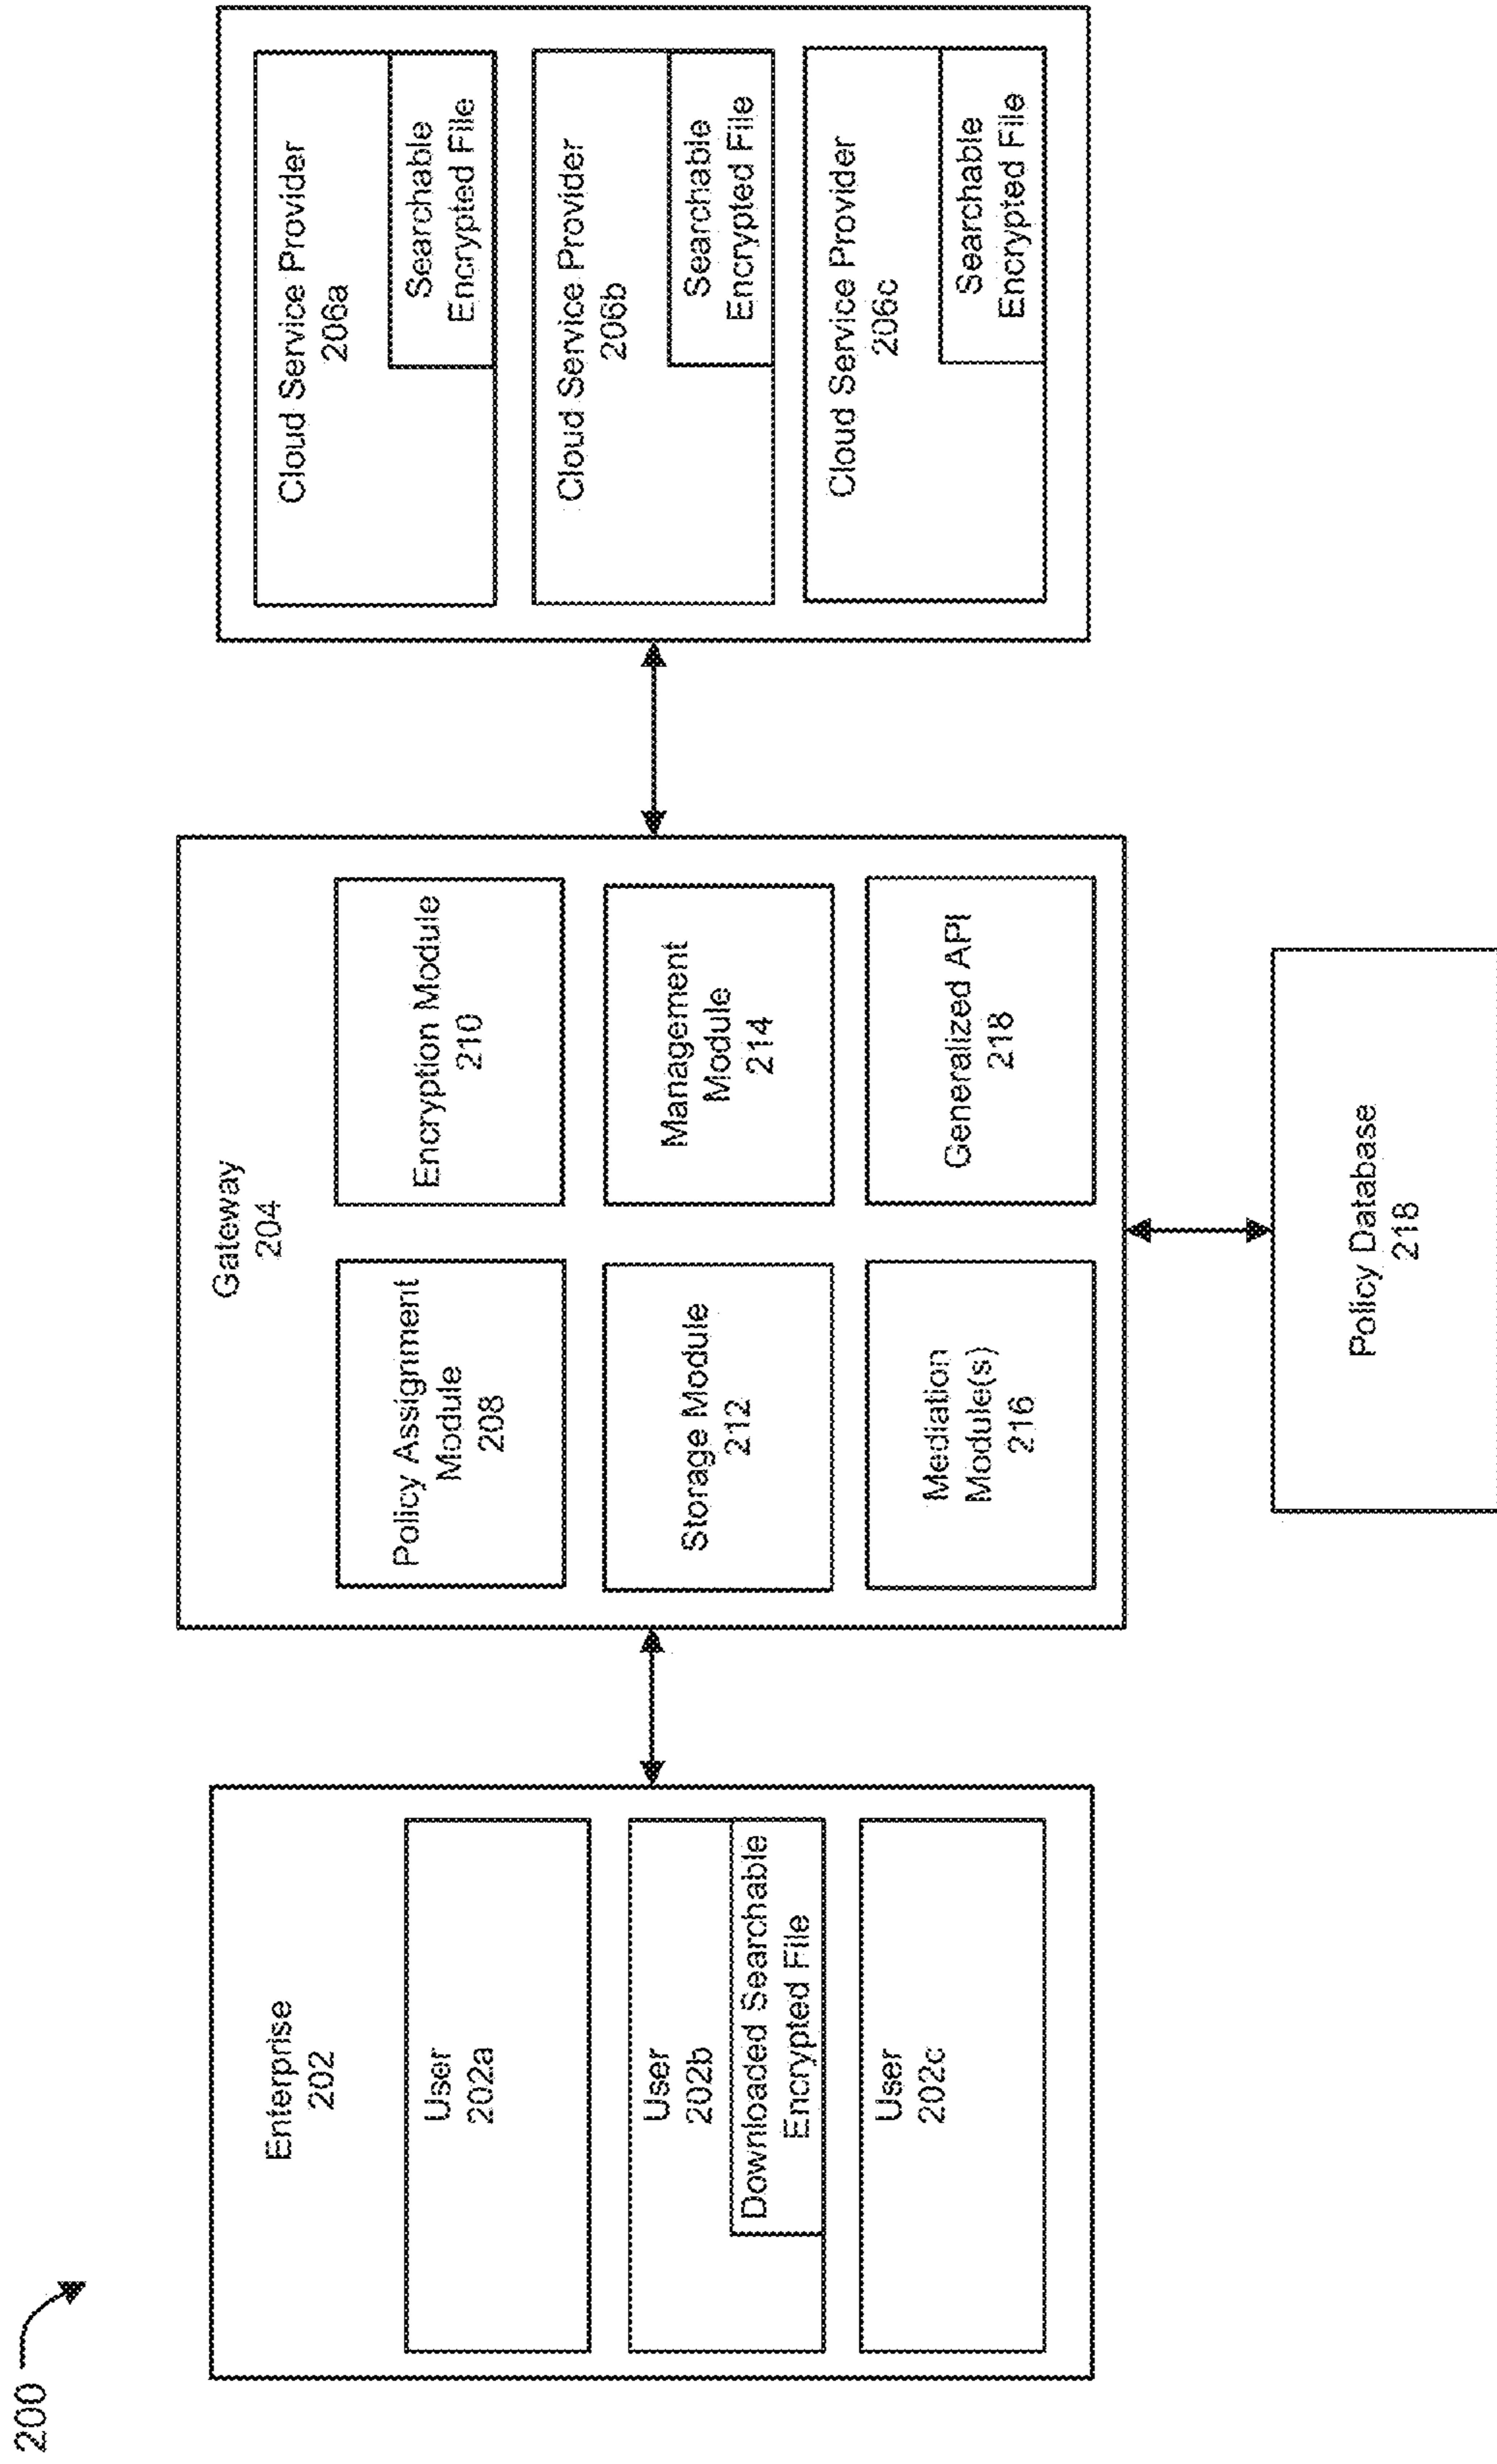 200
Enterprise
202
User
202a
User
202b
Downloaded Searchable
Encrypted File
User
202c
Gateway
204
Policy Assignment
Module
208
Encryption Module
210
Storage Module
212
Management
Module
214
Mediation
Module(s)
216
Generalized API
218
Policy Database
218
Cloud Service Provider
206a
Searchable
Encrypted File
Cloud Service Provider
206b
Searchable
Encrypted File
Cloud Service Provider
206c
Searchable
Encrypted File